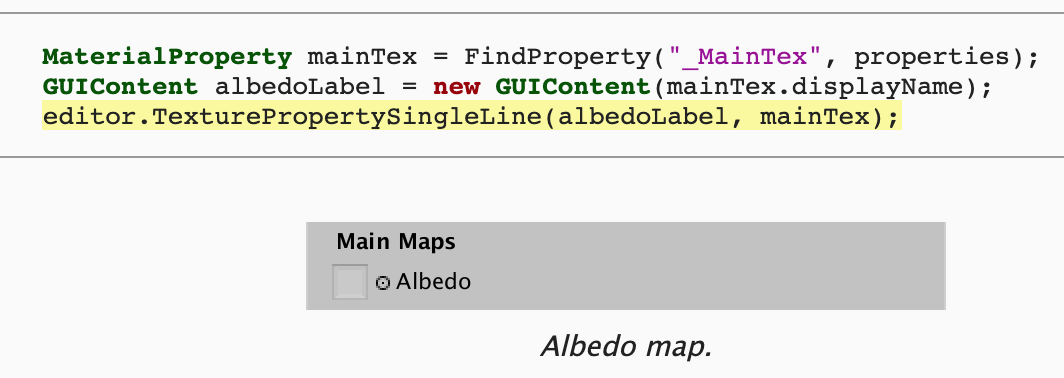 MaterialProperty mainTex = FindProperty("_MainTex", properties);
GUIContent albedoLabel = new GUIContent(mainTex.displayName);
editor.TexturePropertySingleLine(albedoLabel, mainTex);
Main Maps
Albedo
Albedo map.